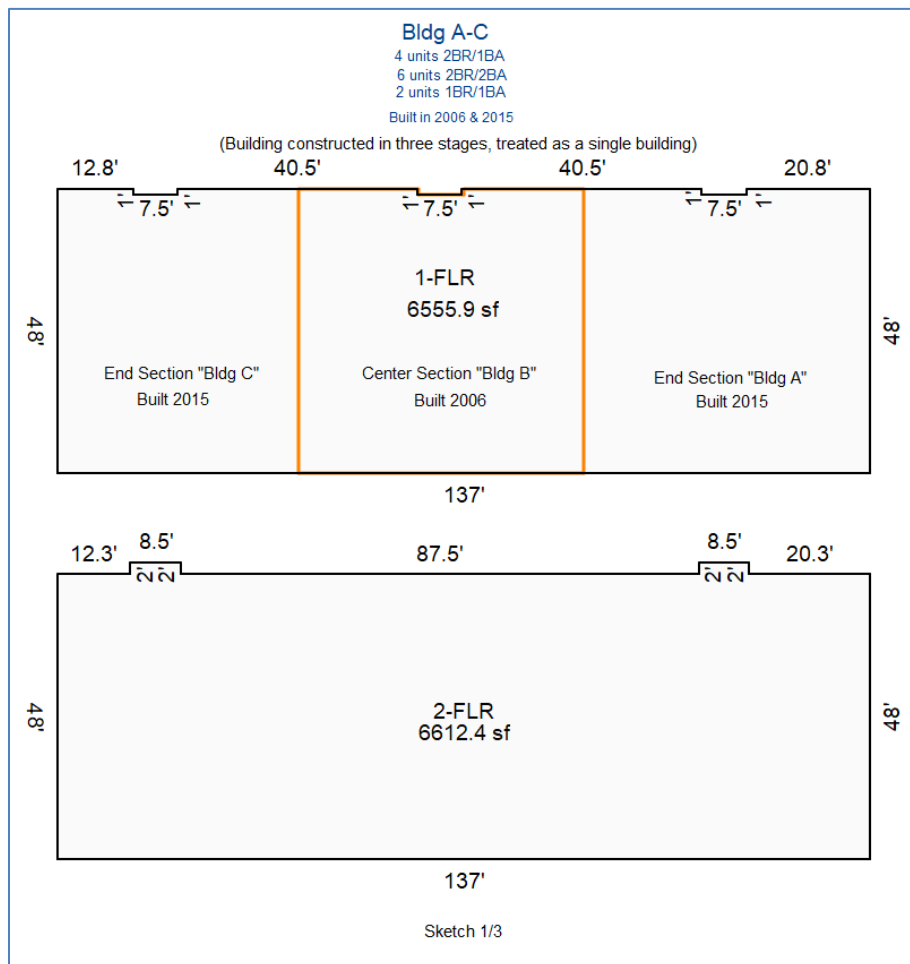 Bldg A-C
4 units 2BR/1BA
6 units 2BR/2BA
2 units 1BR/1BA
Built in 2006 & 2015
(Building constructed in three stages, treated as a single building)
12.8' 40.5' 40.5' 20.8'
1' 7.5' 1' 1' 7.5' 1' 1' 7.5' 1'
1-FLR
6555.9 sf
48' 48'
End Section "Bldg C" Center Section "Bldg B" End Section "Bldg A"
Built 2015 Built 2006 Built 2015
137'
12.3' 8.5' 87.5' 8.5' 20.3'
2' 2' 2' 2'
2-FLR
6612.4 sf
48' 48'
137'
Sketch 1/3